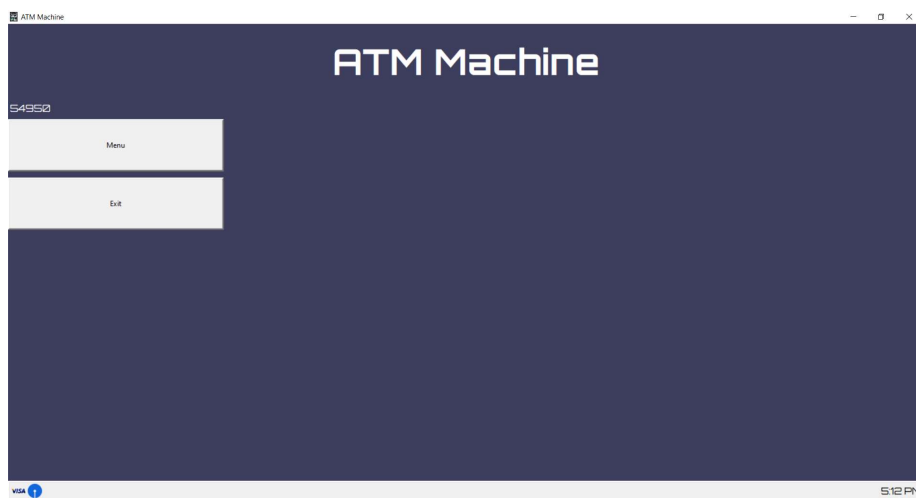 ATM Machine
ATM Machine
54950
Menu
Exit
VISA
5:12 PM